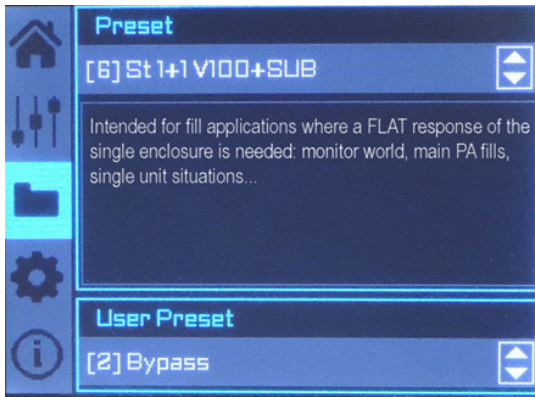 Preset
[6] St 1+1 V100+SUB
Intended for fill applications where a FLAT response of the
single enclosure is needed: monitor world, main PA fills,
single unit situations...
User Preset
[2] Bypass